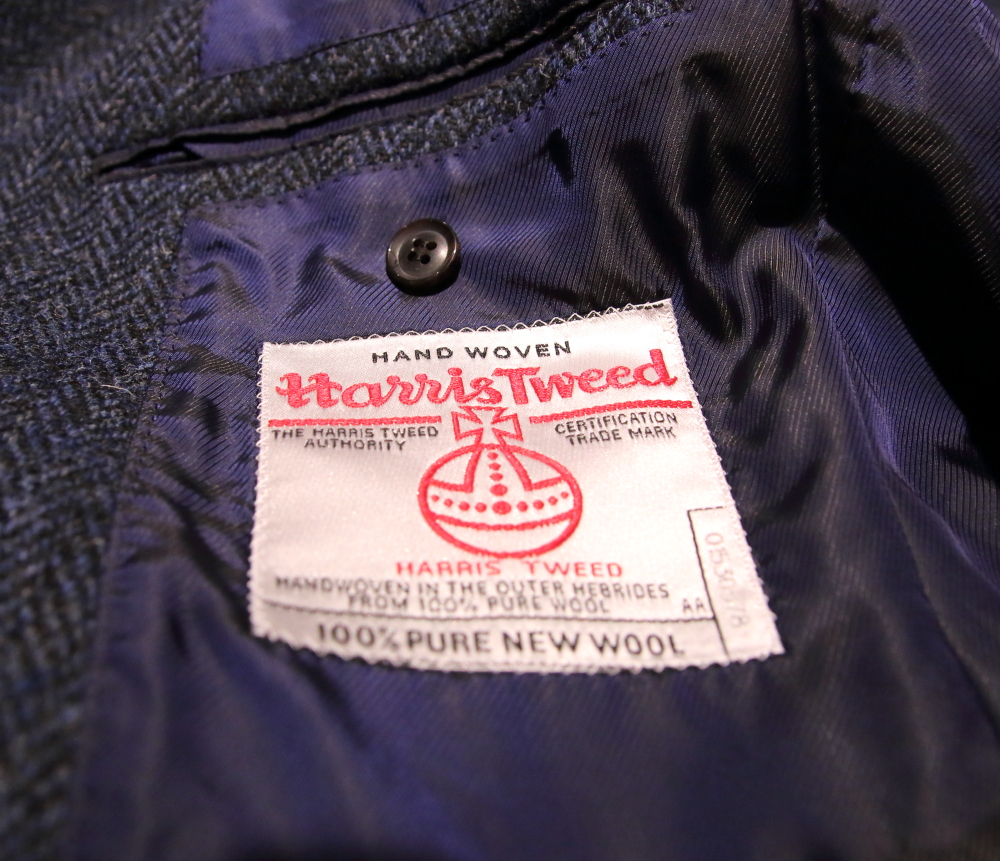 HAND WOVEN
Harris Tweed
THE HARRIS TWEED
AUTHORITY
CERTIFICATION
TRADE MARK
HARRIS TWEED
HANDWOVEN IN THE OUTER HEBRIDES
FROM 100% PURE WOOL
AA
100% PURE NEW WOOL